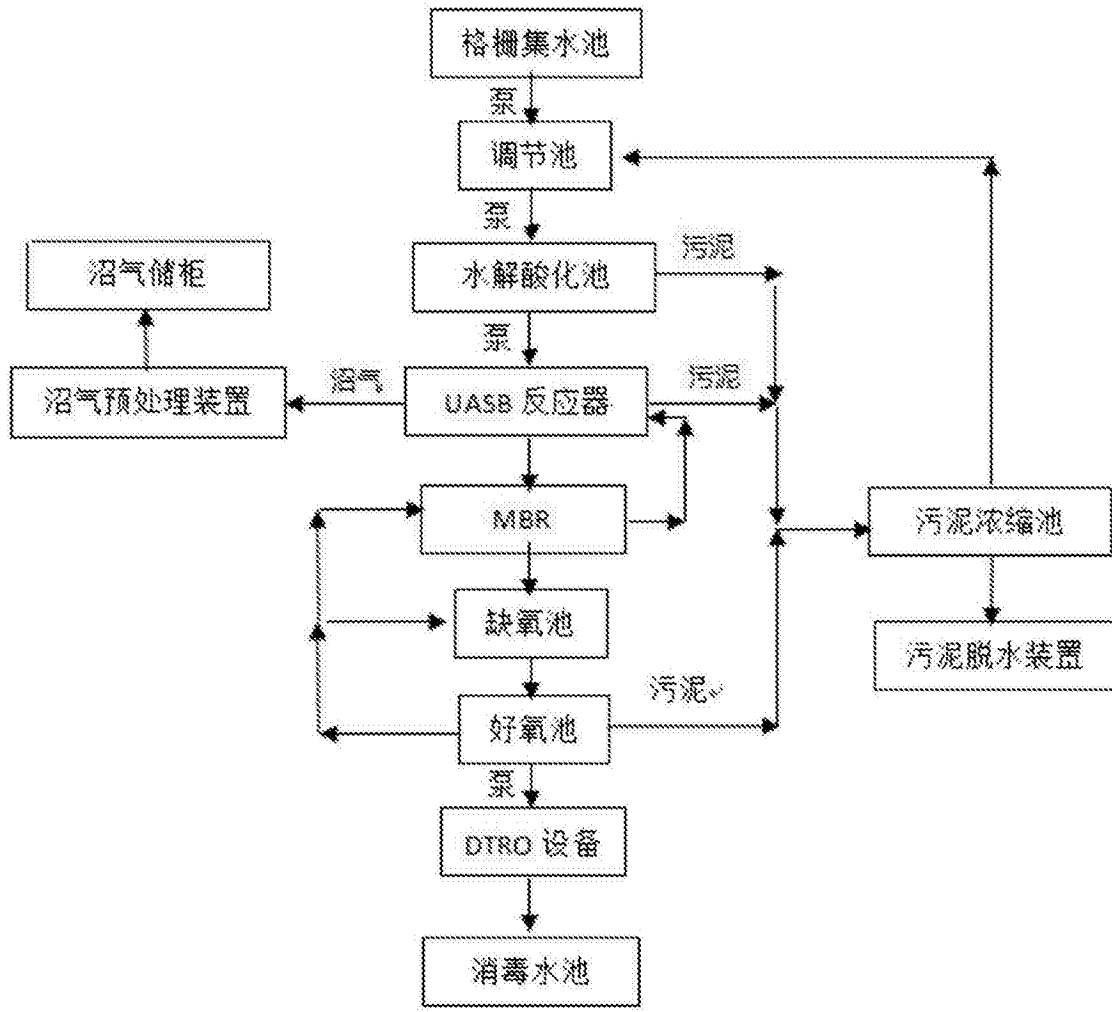 格栅集水池
泵
调节池
泵
水解酸化池
污泥
沼气储柜
泵
沼气预处理装置
沼气
UASB 反应器
污泥
MBR
污泥浓缩池
缺氧池
污泥脱水装置
好氧池
污泥
泵
DTRO 设备
消毒水池